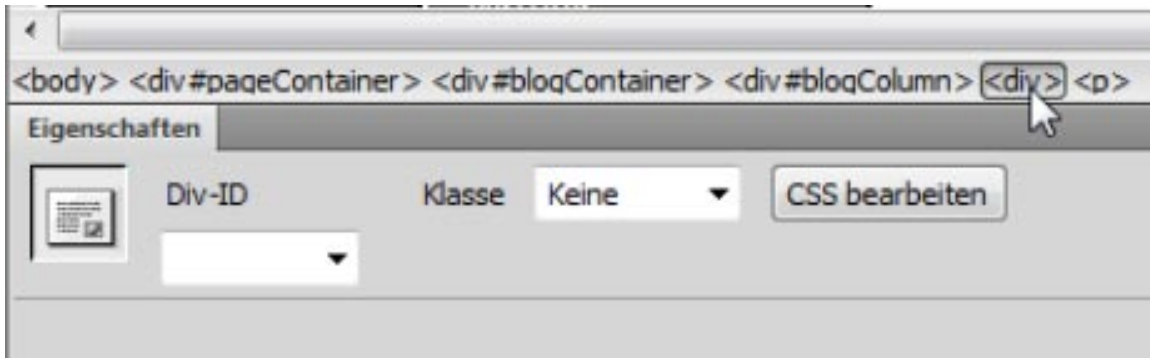 <body> <div#pageContainer> <div#blogContainer> <div#blogColumn> <div> <p>
Eigenschaften
Div-ID Klasse Keine CSS bearbeiten